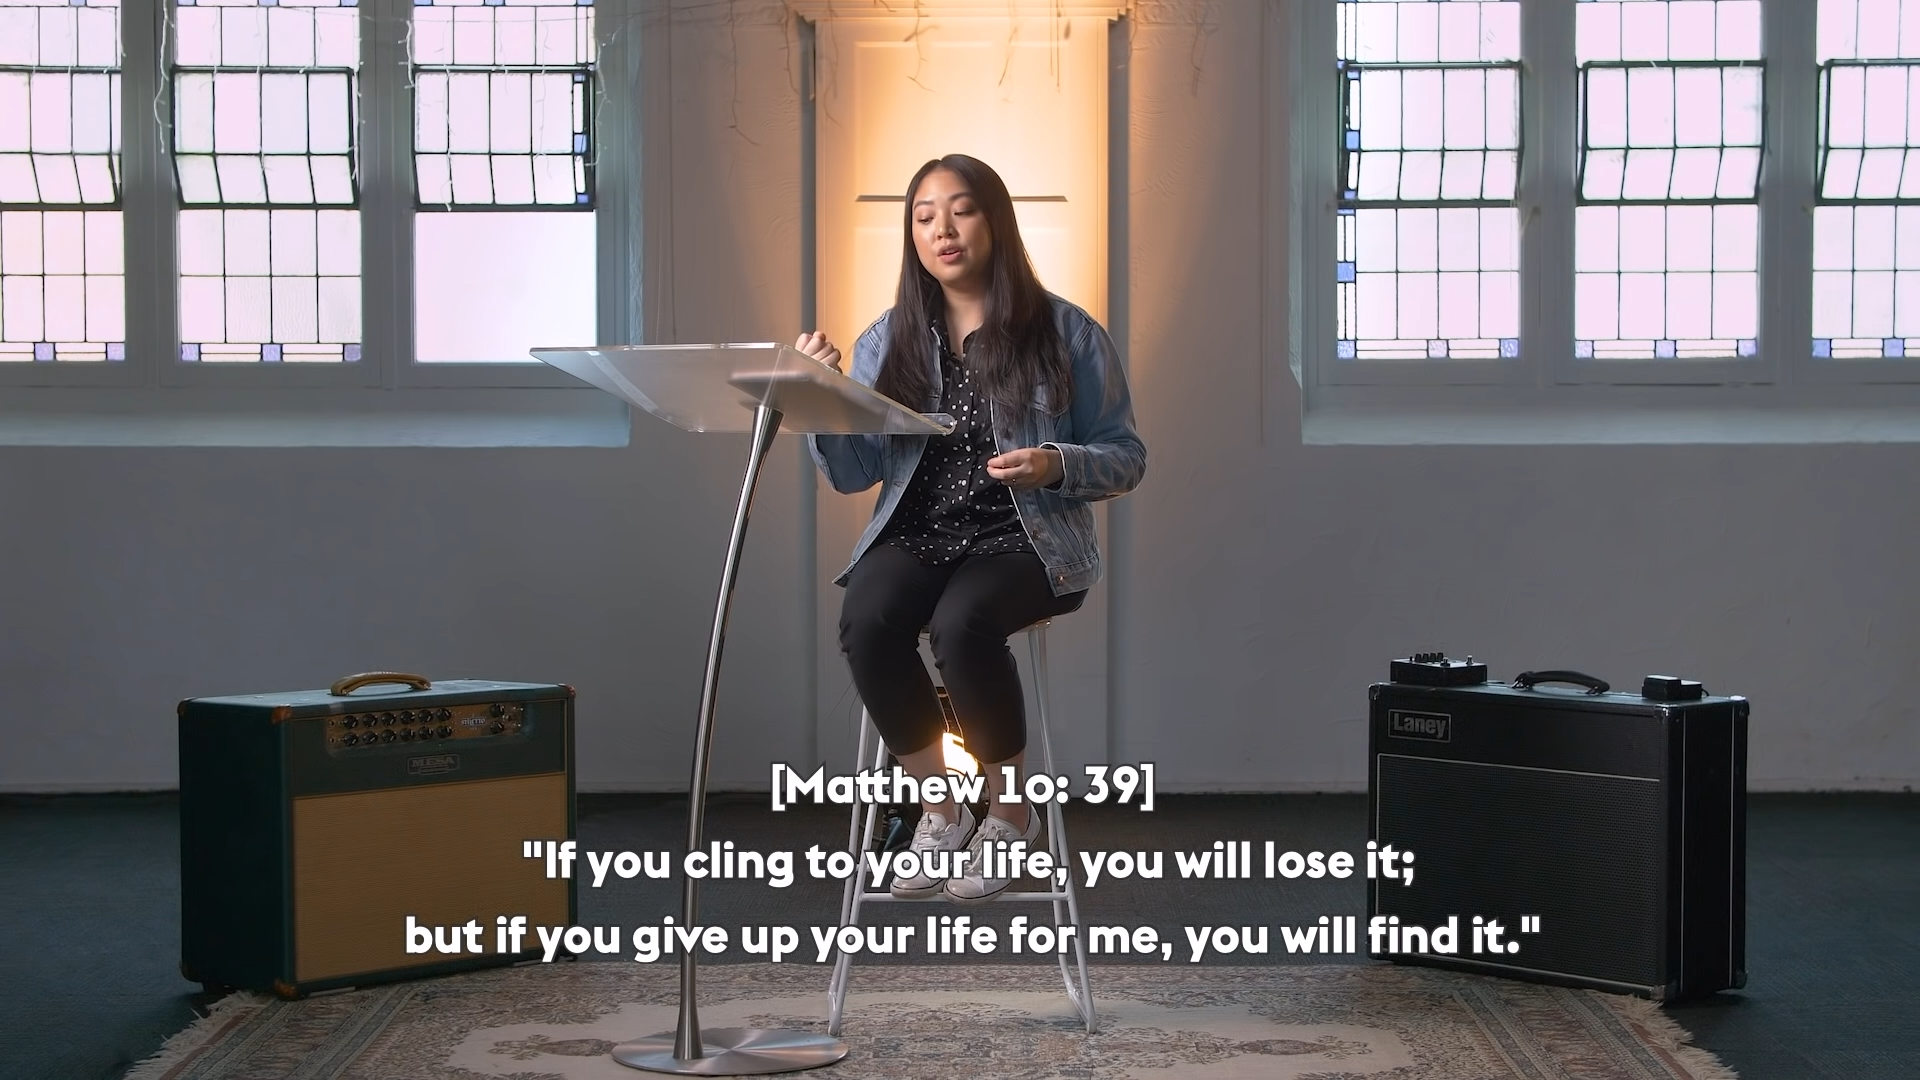 MESA
Laney
[Matthew 1o: 39]
"If you cling to your life, you will lose it;
but if you give up your life for me, you will find it."